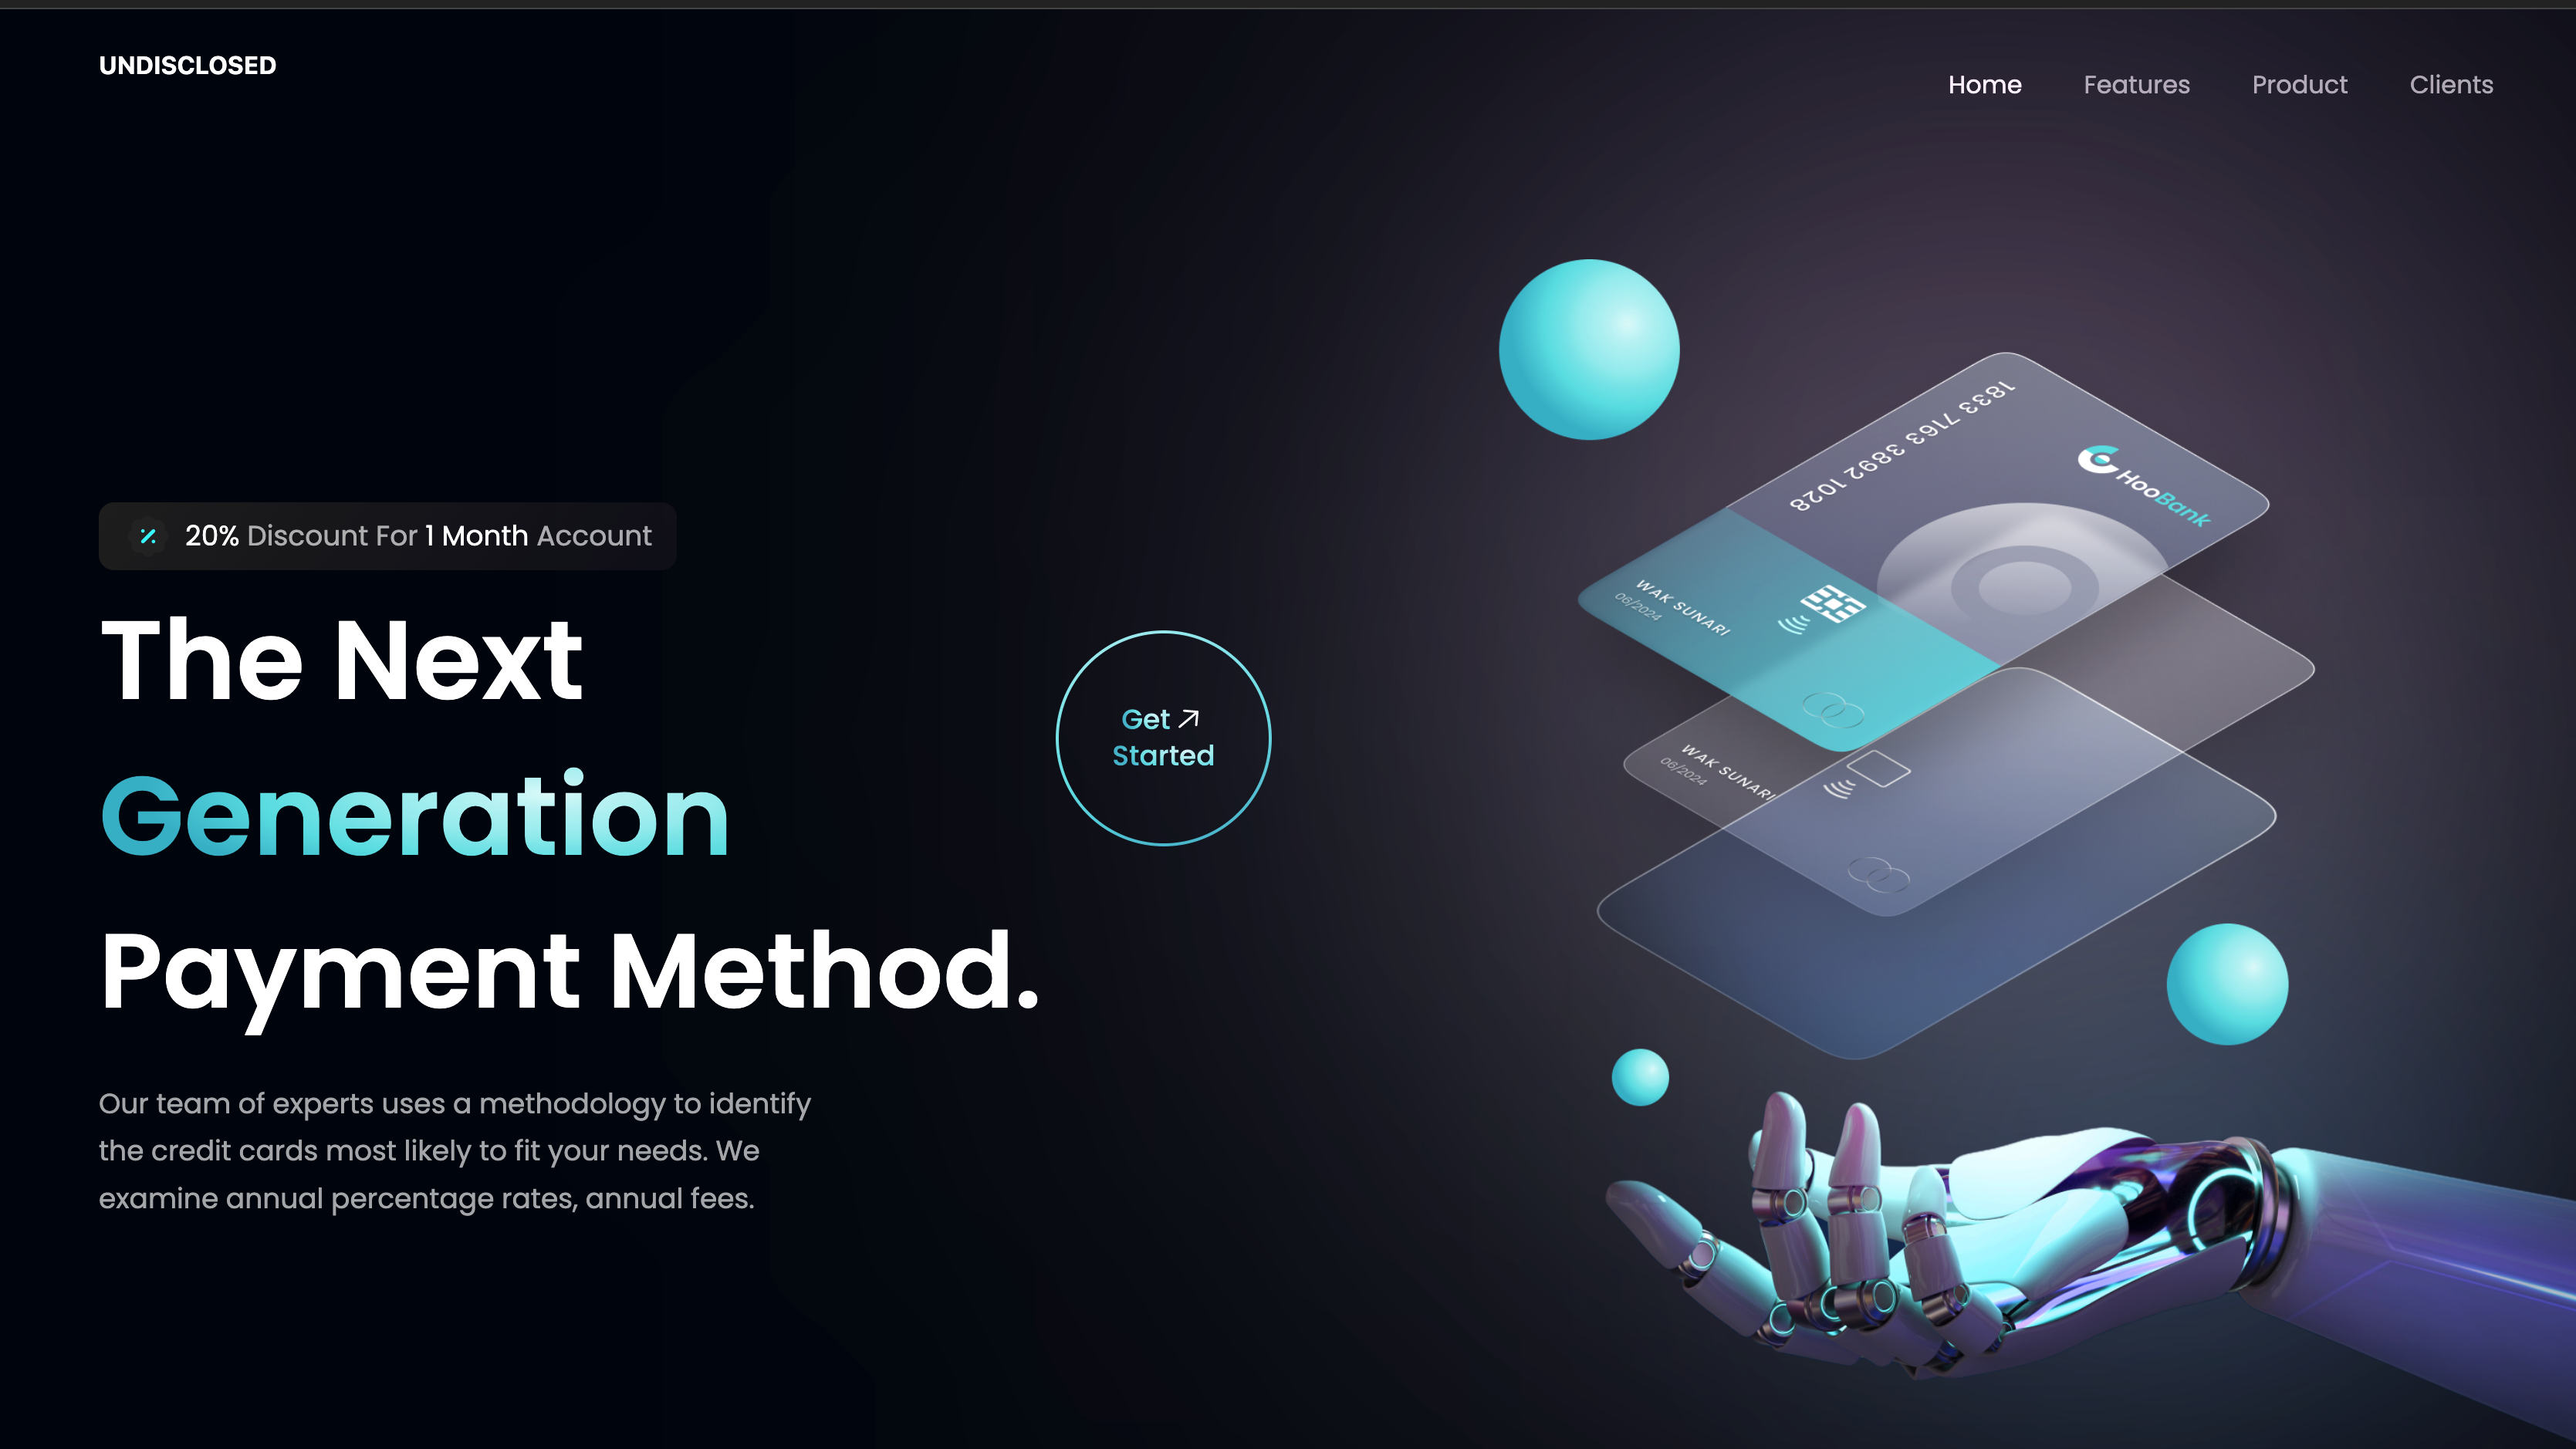 UNDISCLOSED
Home
Features
Product
Clients
20% Discount For 1 Month Account
The Next
Generation
Payment Method.
Get
Started
Our team of experts uses a methodology to identify
the credit cards most likely to fit your needs. We
examine annual percentage rates, annual fees.
1833 7163 3892 1028
HooBank
WAK SUNARI
06/2024
WAK SUNARI
06/2024